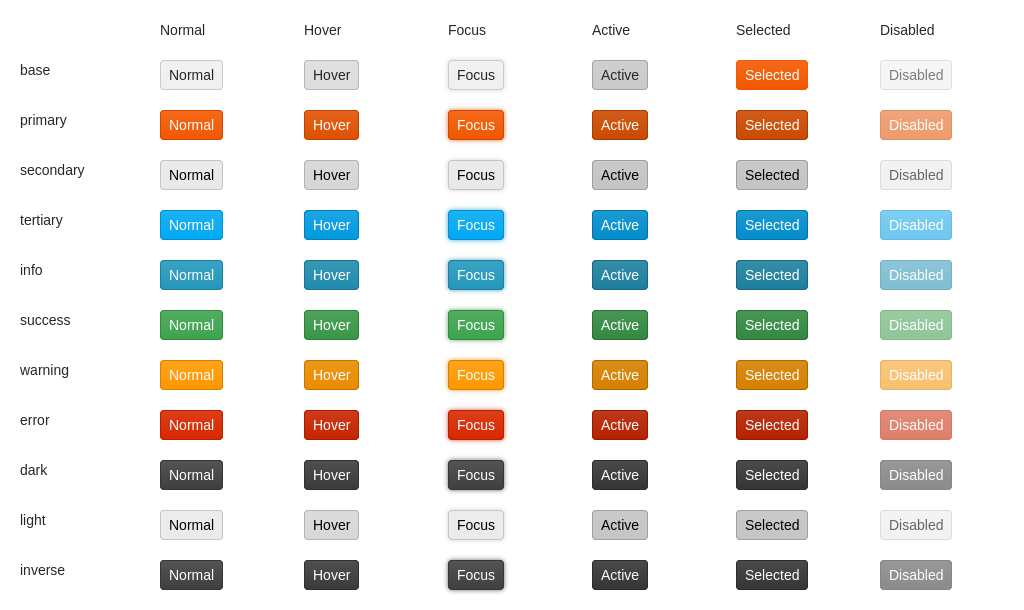 Normal Hover Focus Active Selected Disabled
base Normal Hover Focus Active Selected Disabled
primary Normal Hover Focus Active Selected Disabled
secondary Normal Hover Focus Active Selected Disabled
tertiary Normal Hover Focus Active Selected Disabled
info Normal Hover Focus Active Selected Disabled
success Normal Hover Focus Active Selected Disabled
warning Normal Hover Focus Active Selected Disabled
error Normal Hover Focus Active Selected Disabled
dark Normal Hover Focus Active Selected Disabled
light Normal Hover Focus Active Selected Disabled
inverse Normal Hover Focus Active Selected Disabled